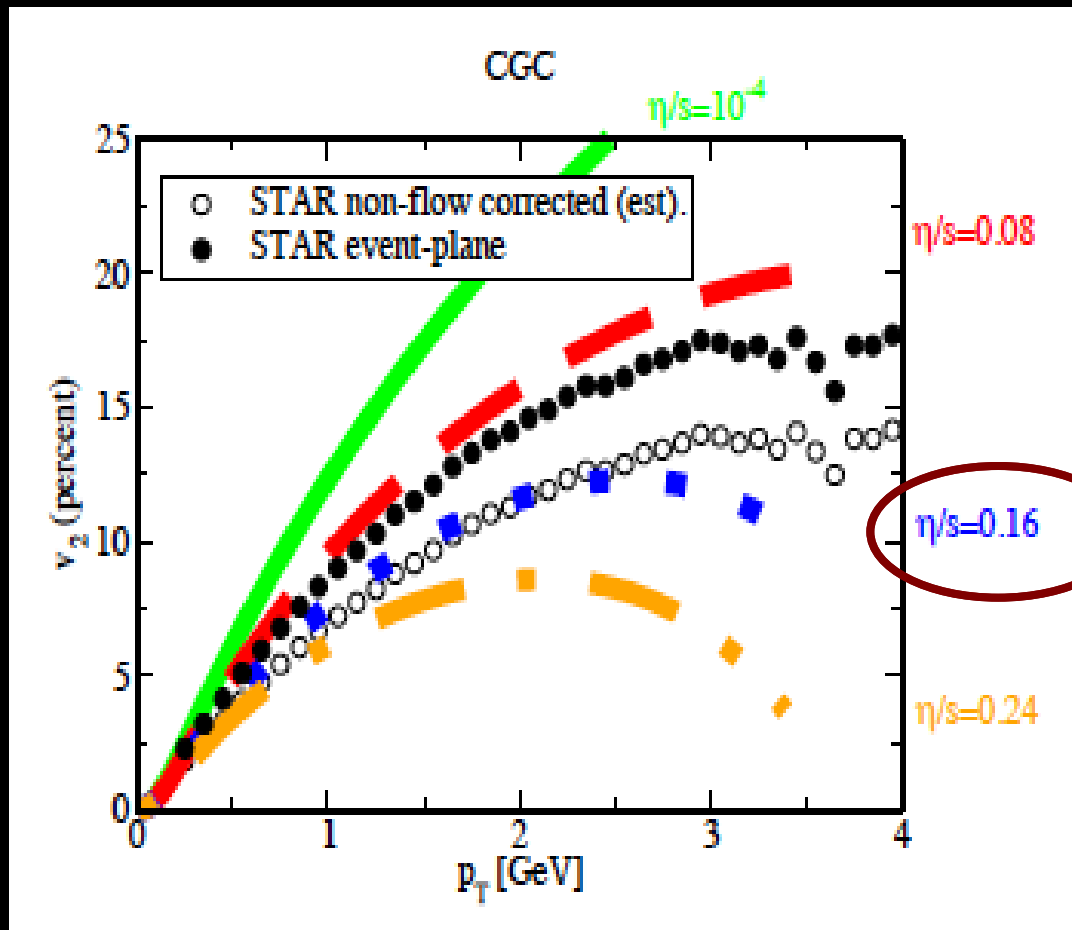 CGC
η/s=10⁻⁴
25
STAR non-flow corrected (est).
STAR event-plane
η/s=0.08
20
15
v₂ (percent)
10
η/s=0.16
5
η/s=0.24
0
0 1 2 3 4
p_T [GeV]